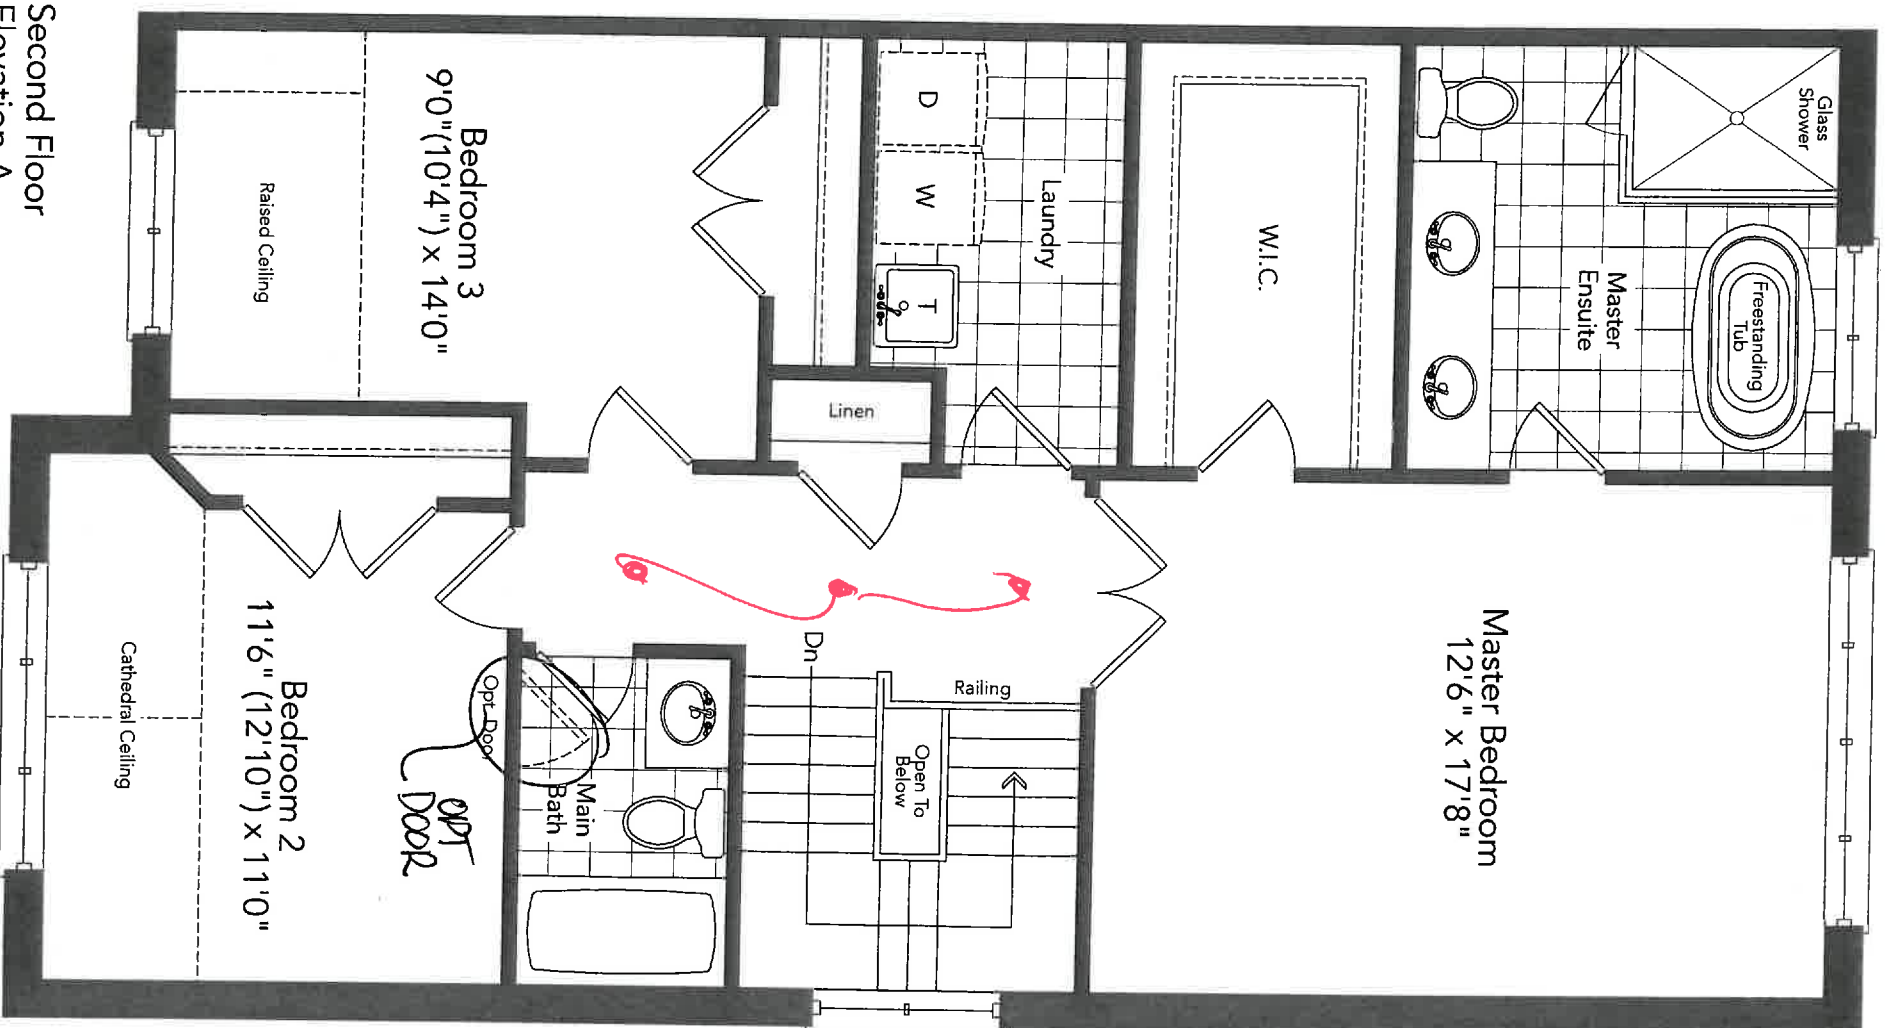 Second Floor
Elevation A
Bedroom 3
9'0"(10'4") x 14'0"
Raised Ceiling
D
W
T
Laundry
W.I.C.
Glass
Shower
Master
Ensuite
Freestanding
Tub
Linen
Master Bedroom
12'6" x 17'8"
Dn
Railing
Open To
Below
Main
Bath
Opt. Door
OPT
DOOR
Bedroom 2
11'6" (12'10") x 11'0"
Cathedral Ceiling